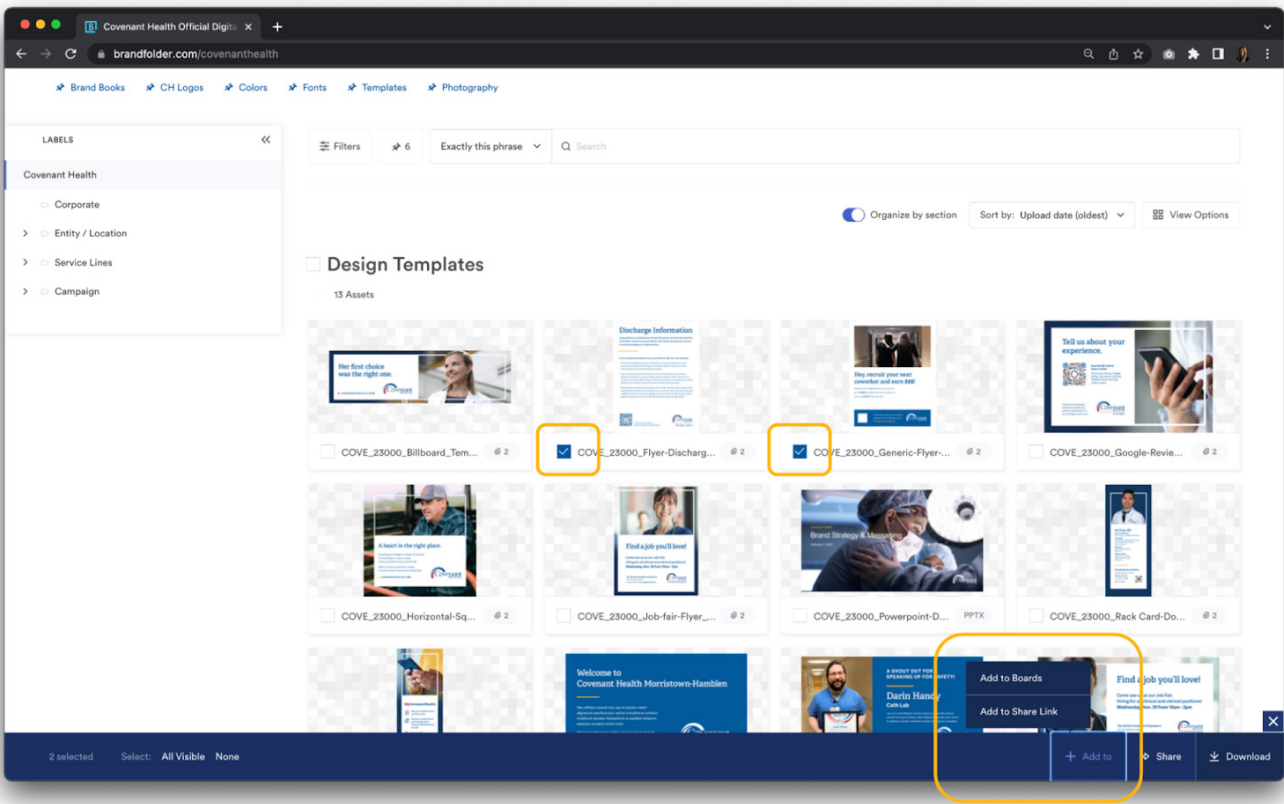 Covenant Health Official Digita
brandfolder.com/covenanthealth
Brand Books CH Logos Colors Fonts Templates Photography
LABELS
Covenant Health
Corporate
Entity / Location
Service Lines
Campaign
Filters 6 Exactly this phrase Search
Organize by section Sort by: Upload date (oldest) View Options
Design Templates
13 Assets
Her first choice
was the right one.
Covenant
Discharge Information
Covenant
Hey, recruit your next
coworker and earn $$$!
Covenant
Tell us about your
experience.
Covenant
COVE_23000_Billboard_Tem... 2
COVE_23000_Flyer-Discharg... 2
COVE_23000_Generic-Flyer-... 2
COVE_23000_Google-Revie... 2
A heart in the right place.
Covenant
Find a job you'll love!
Covenant
Brand Strategy & Messaging
Covenant
COVE_23000_Horizontal-Sq... 2
COVE_23000_Job-fair-Flyer_... 2
COVE_23000_Powerpoint-D... PPTX
COVE_23000_Rack Card-Do... 2
Welcome to
Covenant Health Morristown-Hamblen
A SHOUT OUT FOR
SPEAKING UP FOR SAFETY!
Darin Handy
Cath Lab
Find a job you'll love!
Add to Boards
Add to Share Link
2 selected Select: All Visible None
Add to Share Download